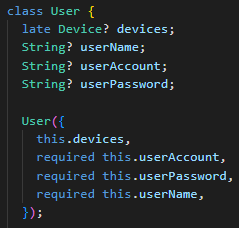 class User {
late Device? devices;
String? userName;
String? userAccount;
String? userPassword;
User({
this.devices,
required this.userAccount,
required this.userPassword,
required this.userName,
});